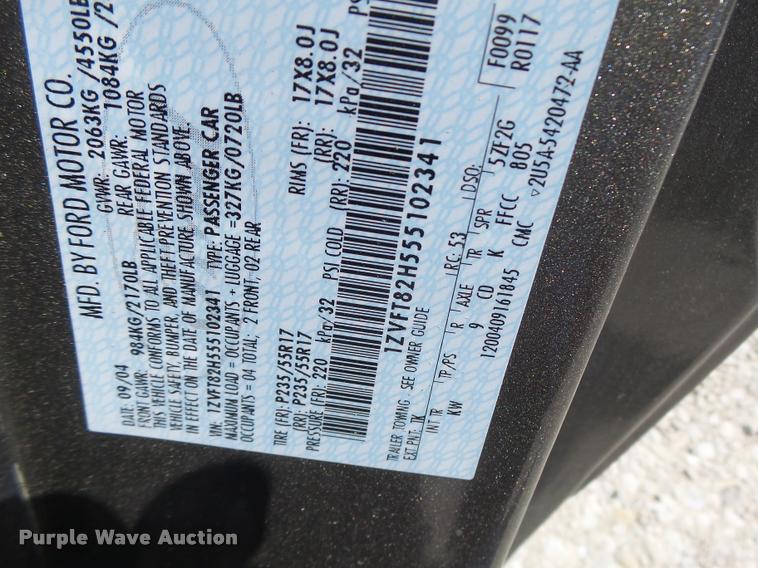 MFD. BY FORD MOTOR CO.
DATE: 09/04 GVWR: 2063KG /4550LB
FRONT GAWR: 984KG/2170LB REAR GAWR: 1084KG /2
THIS VEHICLE CONFORMS TO ALL APPLICABLE FEDERAL MOTOR
VEHICLE SAFETY, BUMPER, AND THEFT PREVENTION STANDARDS
IN EFFECT ON THE DATE OF MANUFACTURE SHOWN ABOVE.
VIN: 1ZVFT82H555102341 TYPE: PASSENGER CAR
MAXIMUM LOAD = OCCUPANTS + LUGGAGE =327KG/0720LB
OCCUPANTS = 04 TOTAL; 2 FRONT, 02 REAR
TIRE (FR): P235/55R17 RIMS (FR): 17X8.0J
(RR): P235/55R17 (RR): 17X8.0J
PRESSURE (FR): 220 kPa/32 PSI COLD (RR): 220 kPa/32 PS
1ZVFT82H555102341
TRAILER TOWING - SEE OWNER GUIDE
EXT PNT: TK RC: 53 DSO:
INT TR TP/PS R AXLE TR SPR 5ZF2G F0099
KW 9 CD K FFCC 805 R0117
1200409161845 CMC ▽2U5A-5420472-AA
Purple Wave Auction